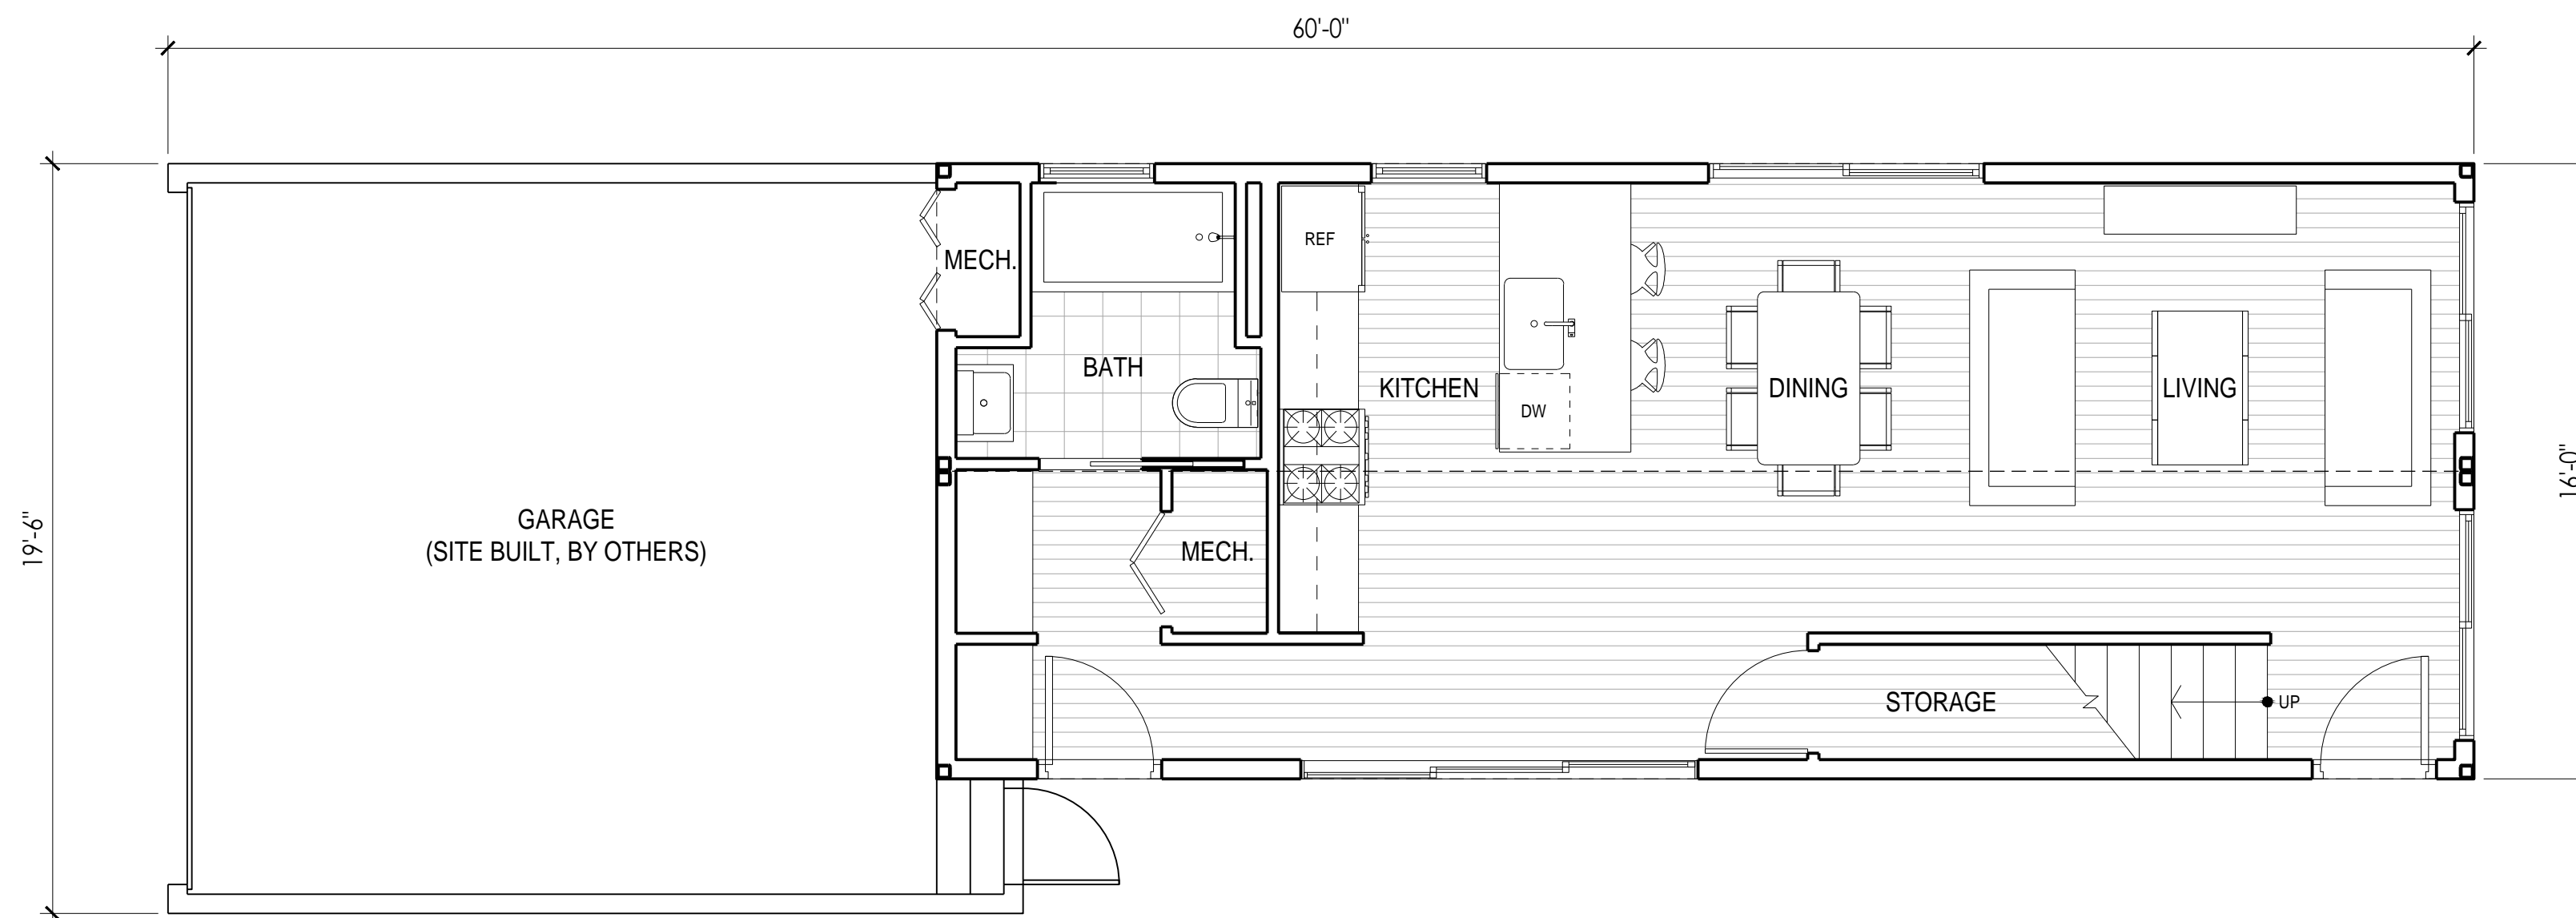 60'-0"
REF
MECH.
BATH
KITCHEN
DINING
LIVING
DW
16'-0"
19'-6"
GARAGE
(SITE BUILT, BY OTHERS)
MECH.
STORAGE
UP